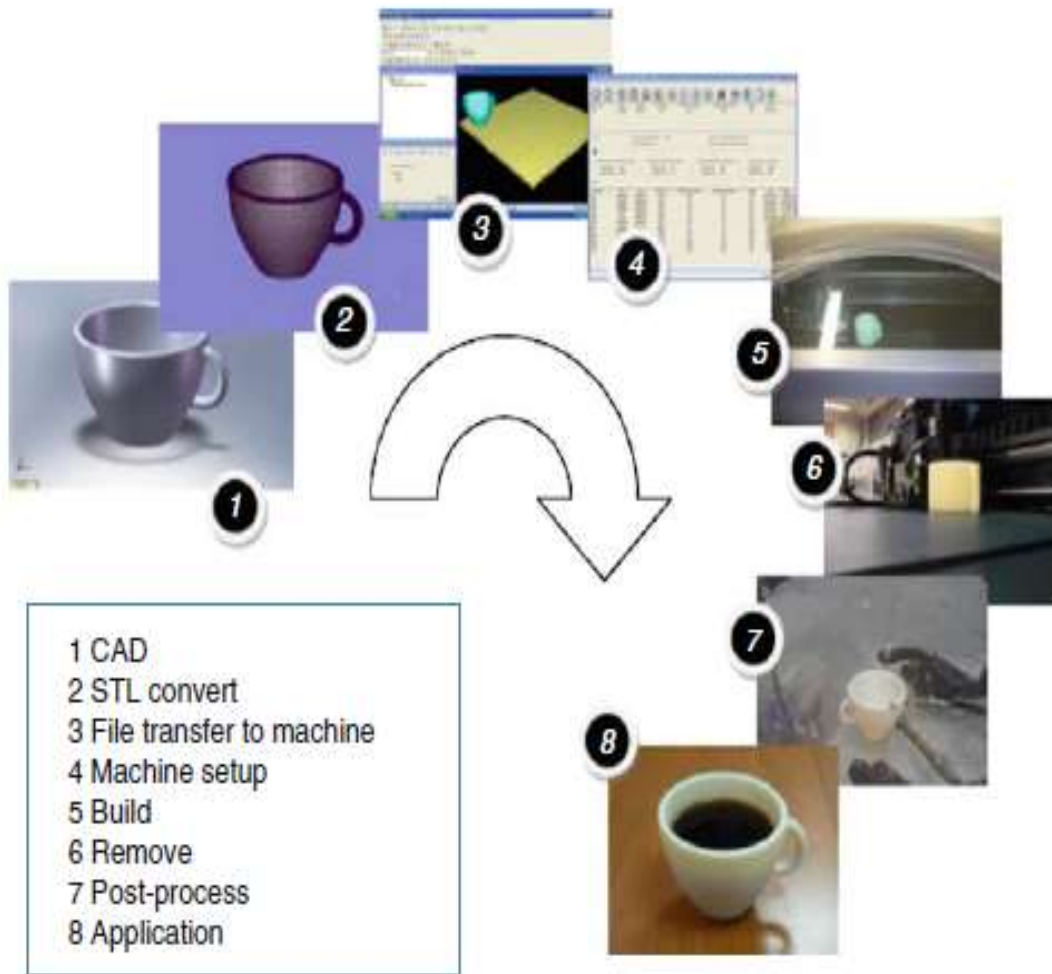 3
4
2
5
1
6
7
8
1 CAD
2 STL convert
3 File transfer to machine
4 Machine setup
5 Build
6 Remove
7 Post-process
8 Application